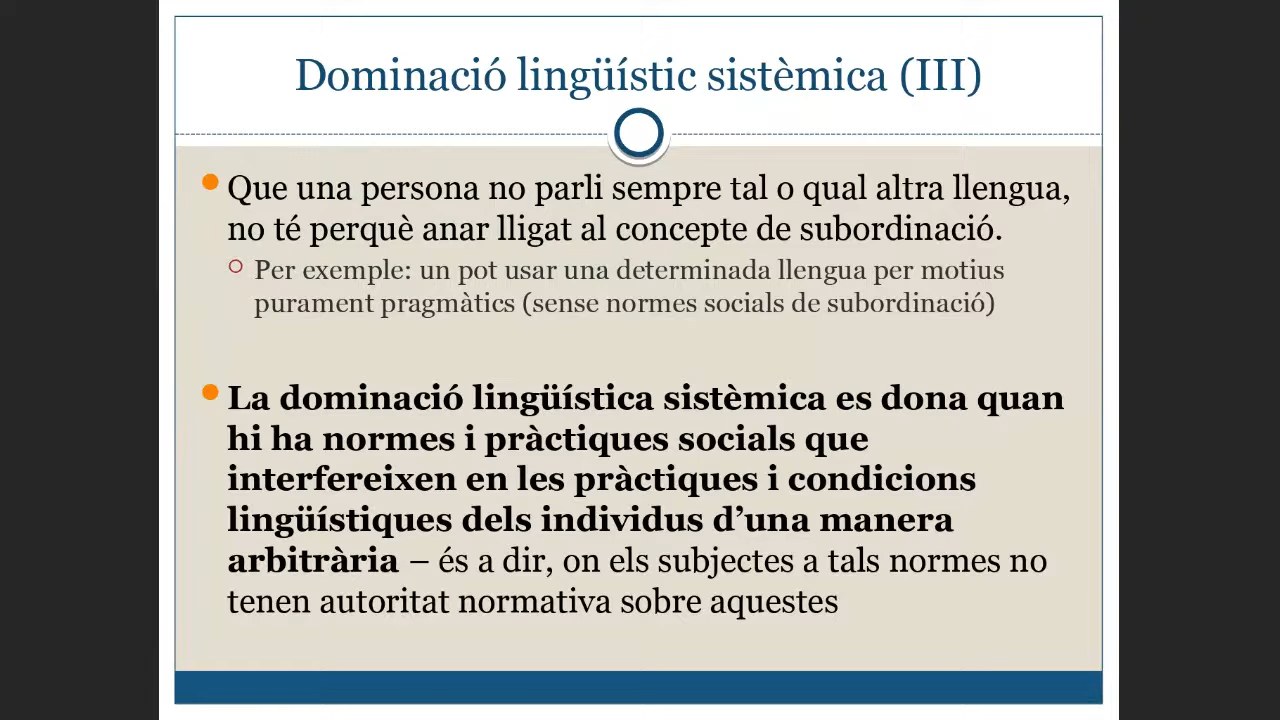 Dominació lingüístic sistèmica (III)
Que una persona no parli sempre tal o qual altra llengua,
no té perquè anar lligat al concepte de subordinació.
Per exemple: un pot usar una determinada llengua per motius
purament pragmàtics (sense normes socials de subordinació)
La dominació lingüística sistèmica es dona quan
hi ha normes i pràctiques socials que
interfereixen en les pràctiques i condicions
lingüístiques dels individus d’una manera
arbitrària – és a dir, on els subjectes a tals normes no
tenen autoritat normativa sobre aquestes